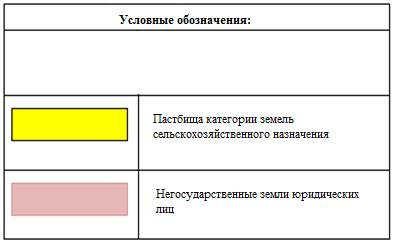 Условные обозначения:
Пастбища категории земель
сельскохозяйственного назначения
Негосударственные земли юридических
лиц